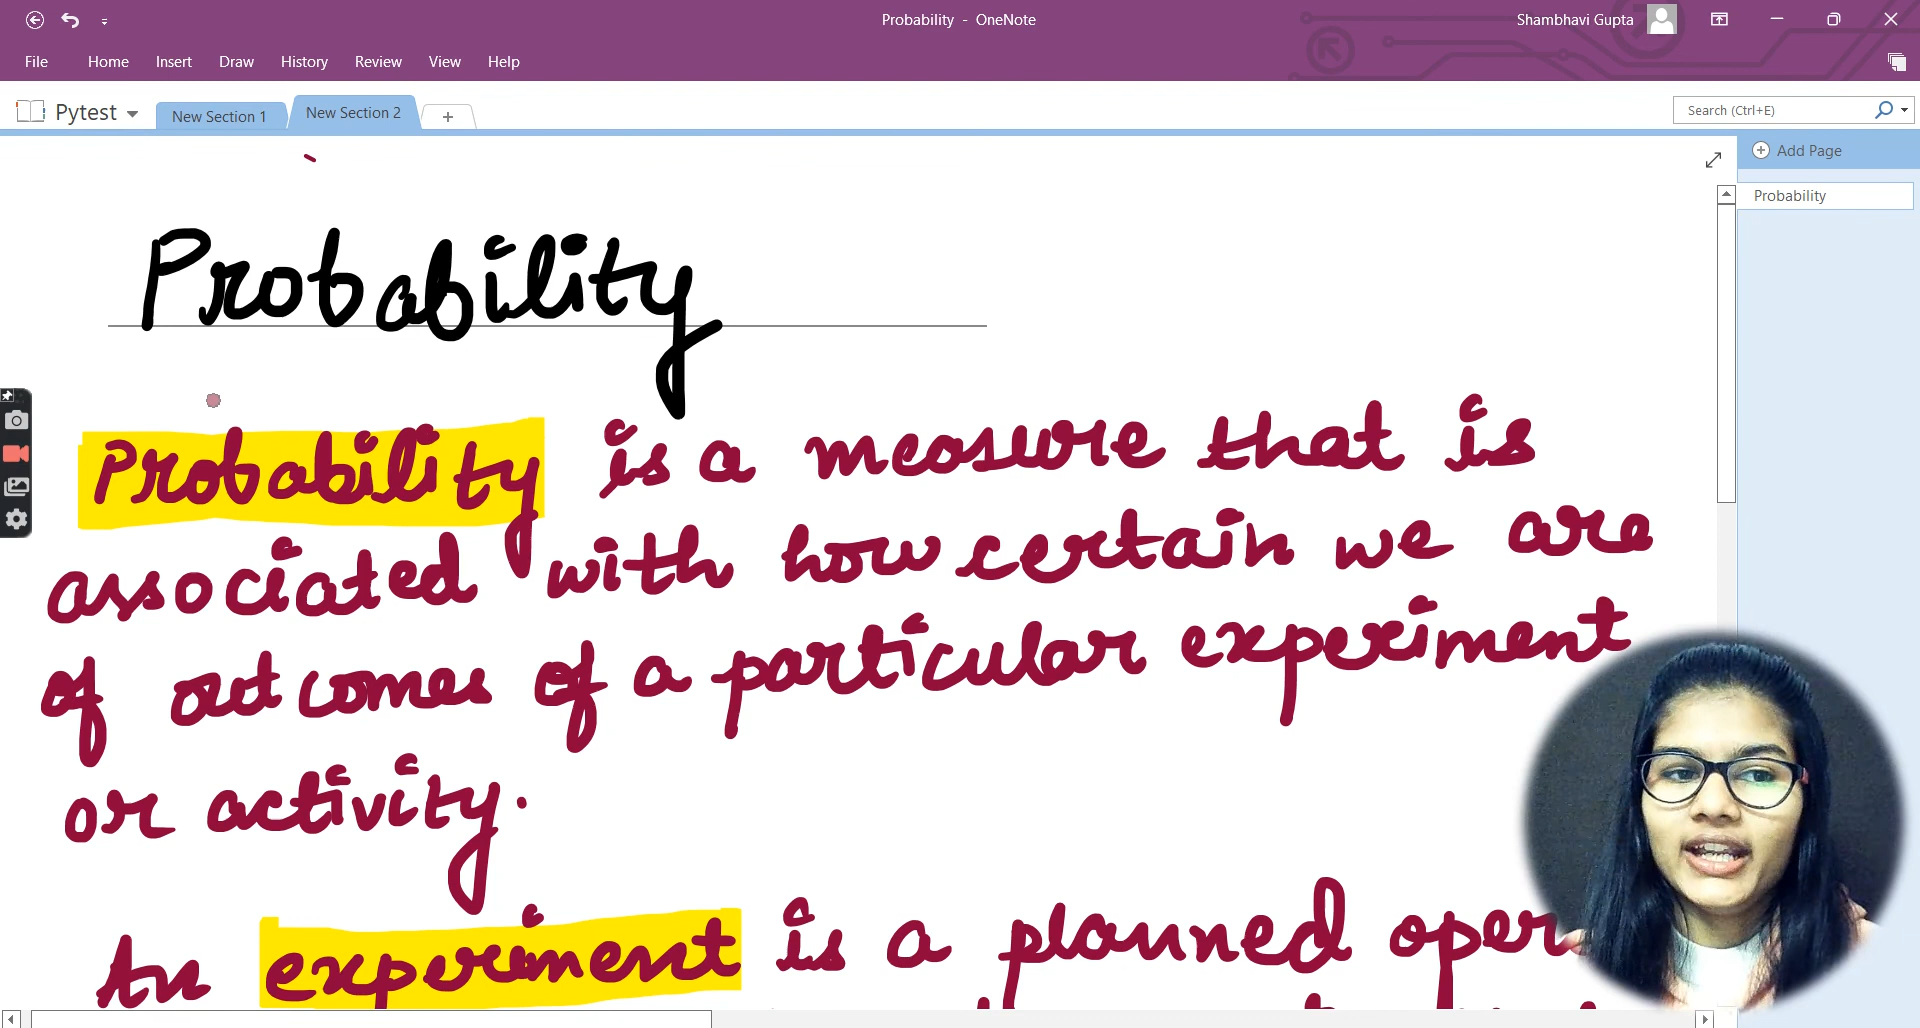 Probability - OneNote
Shambhavi Gupta
File Home Insert Draw History Review View Help
Pytest New Section 1 New Section 2 +
Search (Ctrl+E)
Add Page
Probability
Probability
Probability is a measure that is
associated with how certain we are
of outcomes of a particular experiment
or activity.
An experiment is a planned oper